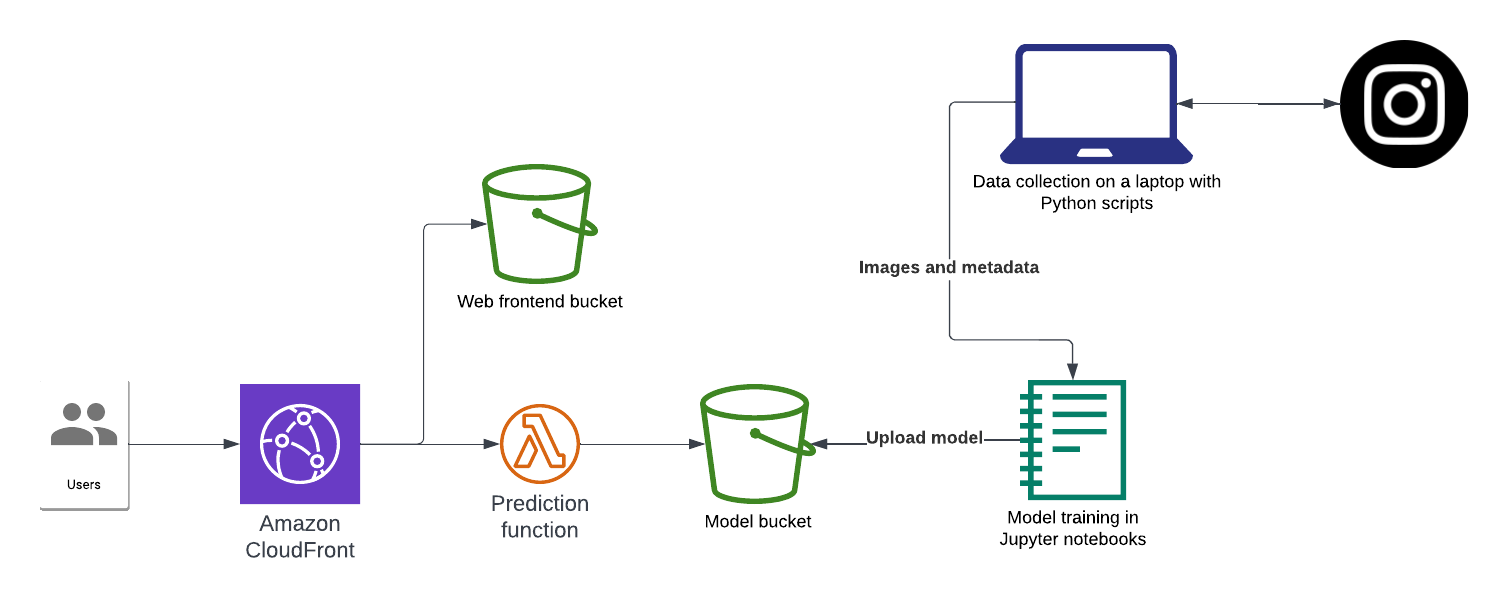 Data collection on a laptop with
Python scripts
Images and metadata
Web frontend bucket
Users
Upload model
Amazon
CloudFront
Prediction
function
Model bucket
Model training in
Jupyter notebooks